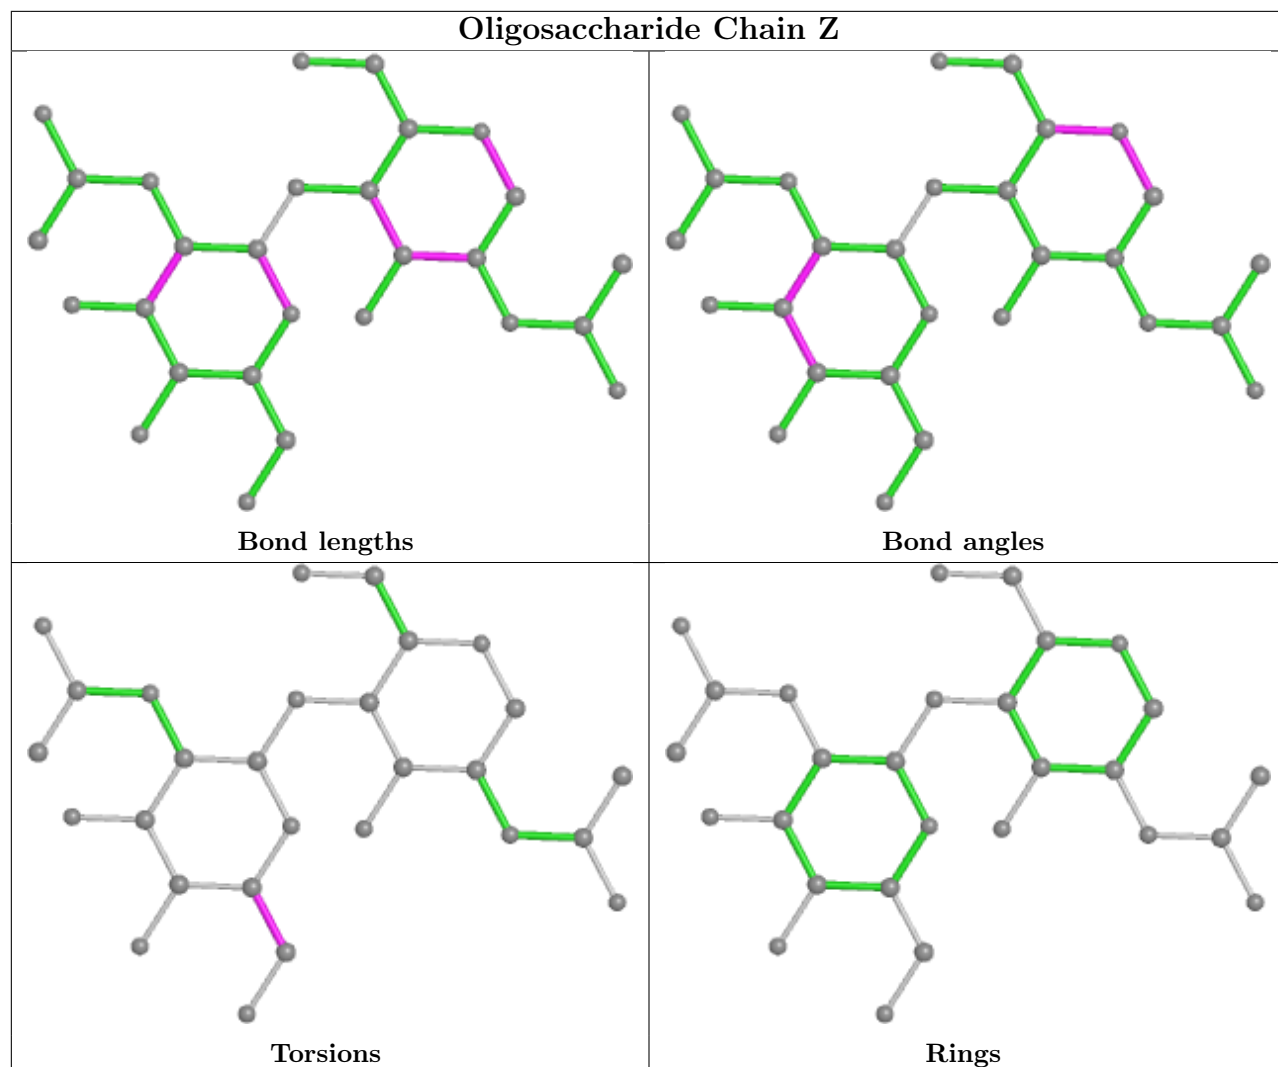 Oligosaccharide Chain Z
Bond lengths
Bond angles
Torsions
Rings